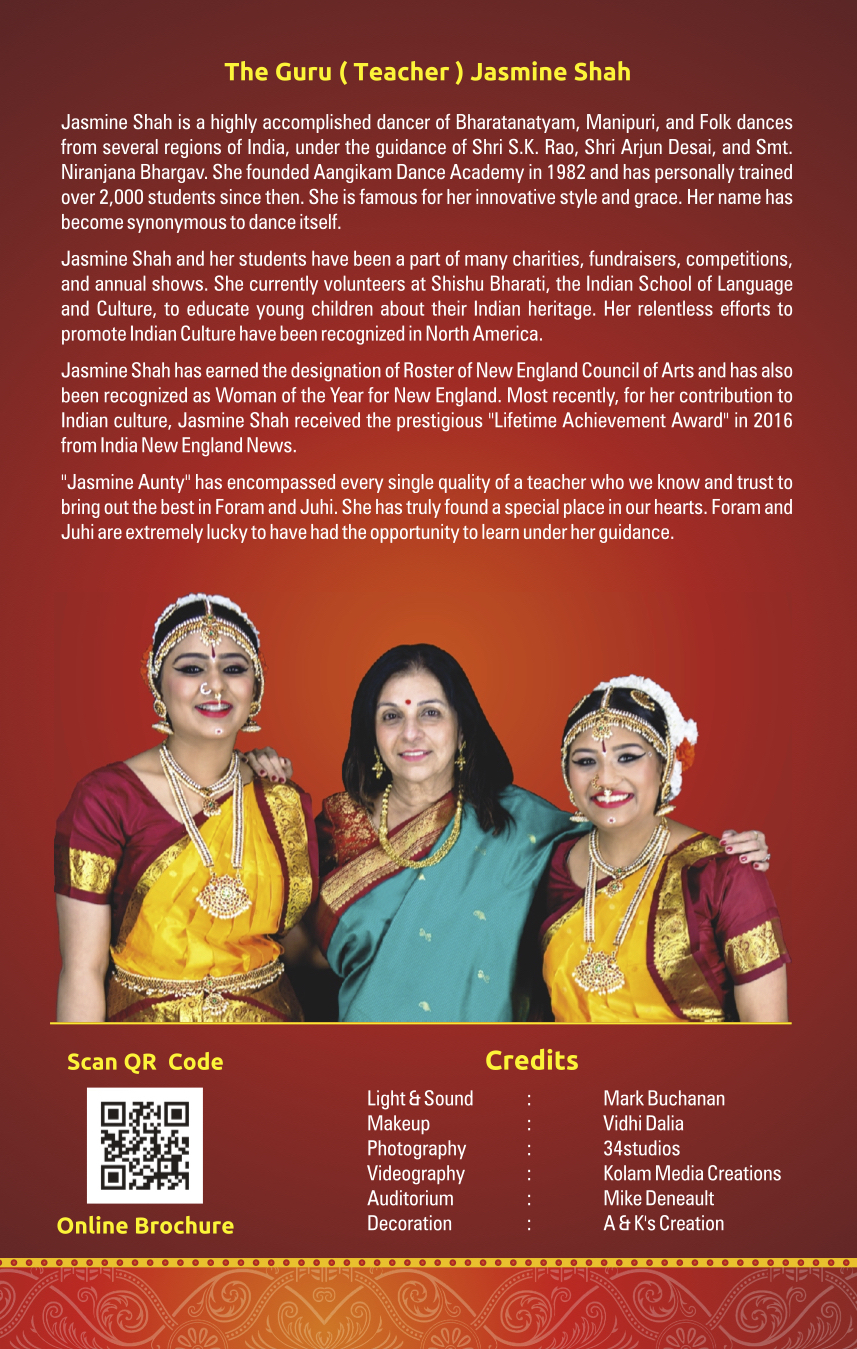 The Guru ( Teacher ) Jasmine Shah
Jasmine Shah is a highly accomplished dancer of Bharatanatyam, Manipuri, and Folk dances
from several regions of India, under the guidance of Shri S.K. Rao, Shri Arjun Desai, and Smt.
Niranjana Bhargav. She founded Aangikam Dance Academy in 1982 and has personally trained
over 2,000 students since then. She is famous for her innovative style and grace. Her name has
become synonymous to dance itself.
Jasmine Shah and her students have been a part of many charities, fundraisers, competitions,
and annual shows. She currently volunteers at Shishu Bharati, the Indian School of Language
and Culture, to educate young children about their Indian heritage. Her relentless efforts to
promote Indian Culture have been recognized in North America.
Jasmine Shah has earned the designation of Roster of New England Council of Arts and has also
been recognized as Woman of the Year for New England. Most recently, for her contribution to
Indian culture, Jasmine Shah received the prestigious "Lifetime Achievement Award" in 2016
from India New England News.
"Jasmine Aunty" has encompassed every single quality of a teacher who we know and trust to
bring out the best in Foram and Juhi. She has truly found a special place in our hearts. Foram and
Juhi are extremely lucky to have had the opportunity to learn under her guidance.
Scan QR Code
Online Brochure
Credits
Light & Sound : Mark Buchanan
Makeup : Vidhi Dalia
Photography : 34studios
Videography : Kolam Media Creations
Auditorium : Mike Deneault
Decoration : A & K's Creation